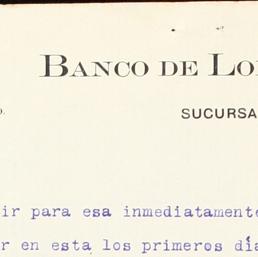 BANCO DE LO
SUCURSA
ir para esa inmediatamente
r en esta los primeros día